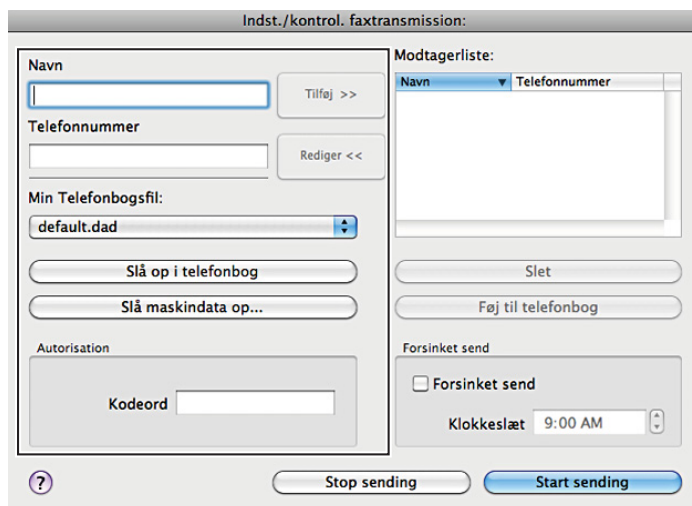 Indst./kontrol. faxtransmission:
Navn
Tilføj >>
Telefonnummer
Rediger <<
Min Telefonbogsfil:
default.dad
Slå op i telefonbog
Slå maskindata op...
Autorisation
Kodeord
Modtagerliste:
Navn Telefonnummer
Slet
Føj til telefonbog
Forsinket send
Forsinket send
Klokkeslæt 9:00 AM
?
Stop sending
Start sending